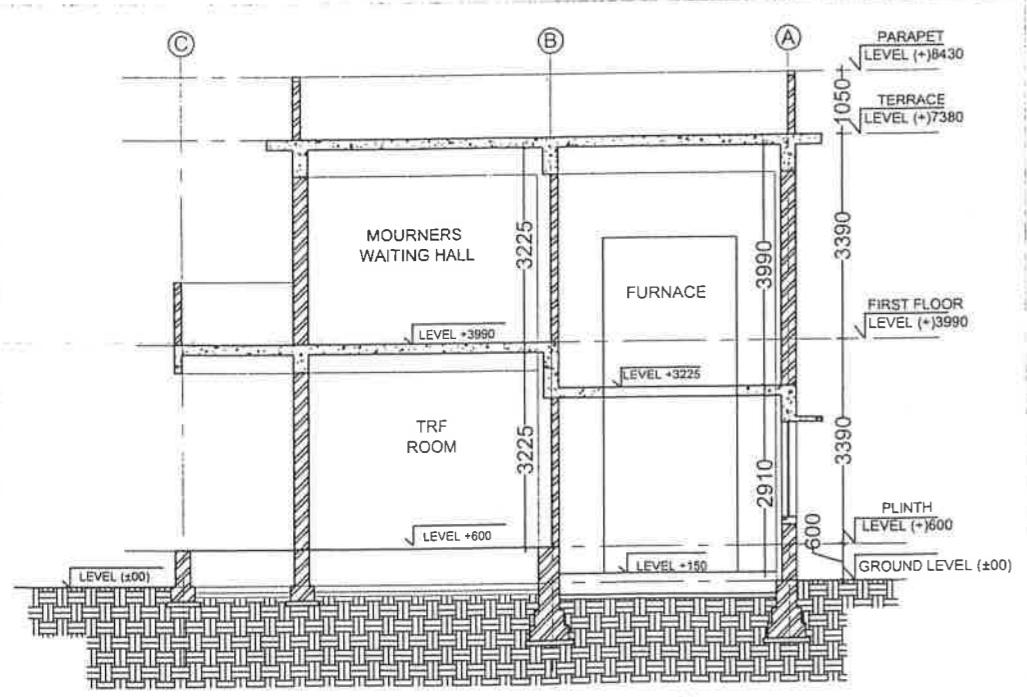 C
B
A
PARAPET
LEVEL (+)8430
1050
TERRACE
LEVEL (+)7380
MOURNERS
WAITING HALL
3225
3990
3390
FURNACE
FIRST FLOOR
LEVEL (+)3990
LEVEL +3990
LEVEL +3225
TRF
ROOM
3225
2910
3390
PLINTH
LEVEL (+)600
LEVEL +600
600
LEVEL (±00)
LEVEL +150
GROUND LEVEL (±00)